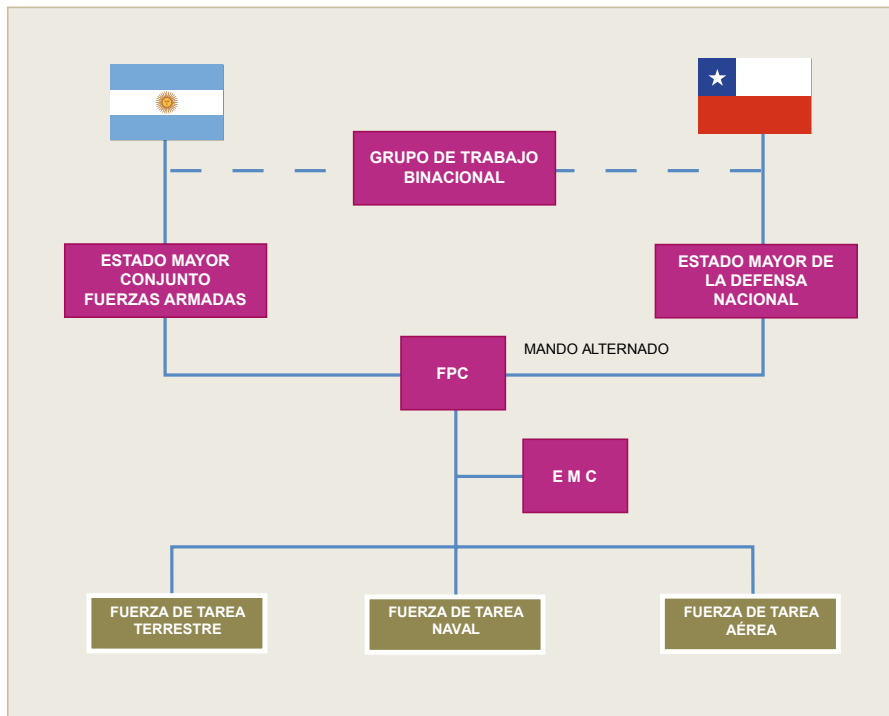 GRUPO DE TRABAJO
BINACIONAL
ESTADO MAYOR
CONJUNTO
FUERZAS ARMADAS
ESTADO MAYOR DE
LA DEFENSA
NACIONAL
MANDO ALTERNADO
FPC
E M C
FUERZA DE TAREA
TERRESTRE
FUERZA DE TAREA
NAVAL
FUERZA DE TAREA
AÉREA